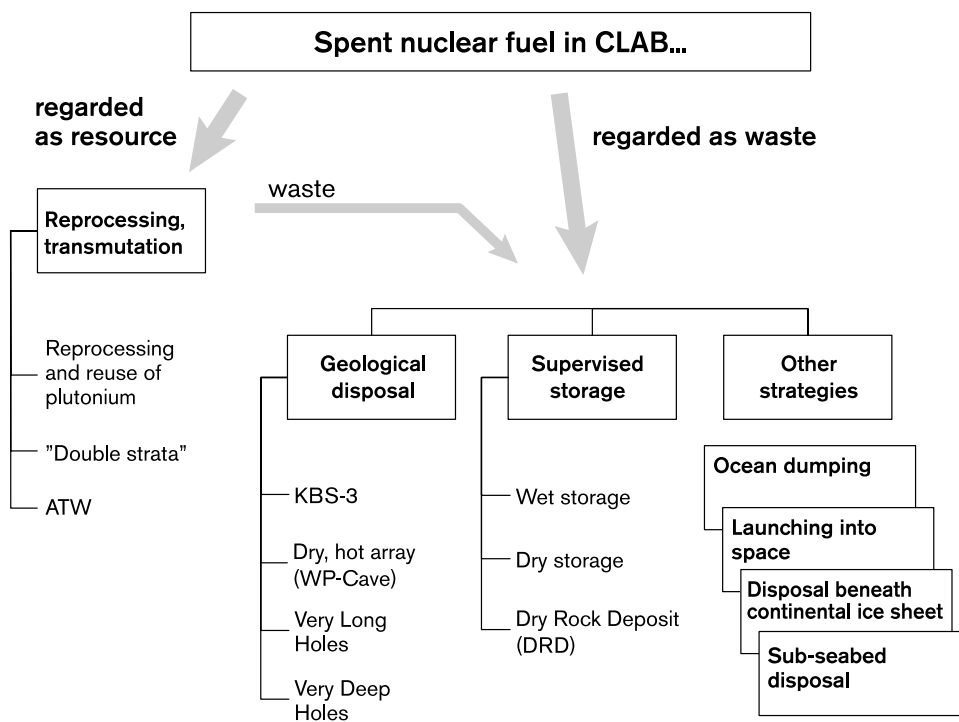 Spent nuclear fuel in CLAB...
regarded
as resource
regarded as waste
waste
Reprocessing,
transmutation
Reprocessing
and reuse of
plutonium
”Double strata”
ATW
Geological
disposal
KBS-3
Dry, hot array
(WP-Cave)
Very Long
Holes
Very Deep
Holes
Supervised
storage
Wet storage
Dry storage
Dry Rock Deposit
(DRD)
Other
strategies
Ocean dumping
Launching into
space
Disposal beneath
continental ice sheet
Sub-seabed
disposal